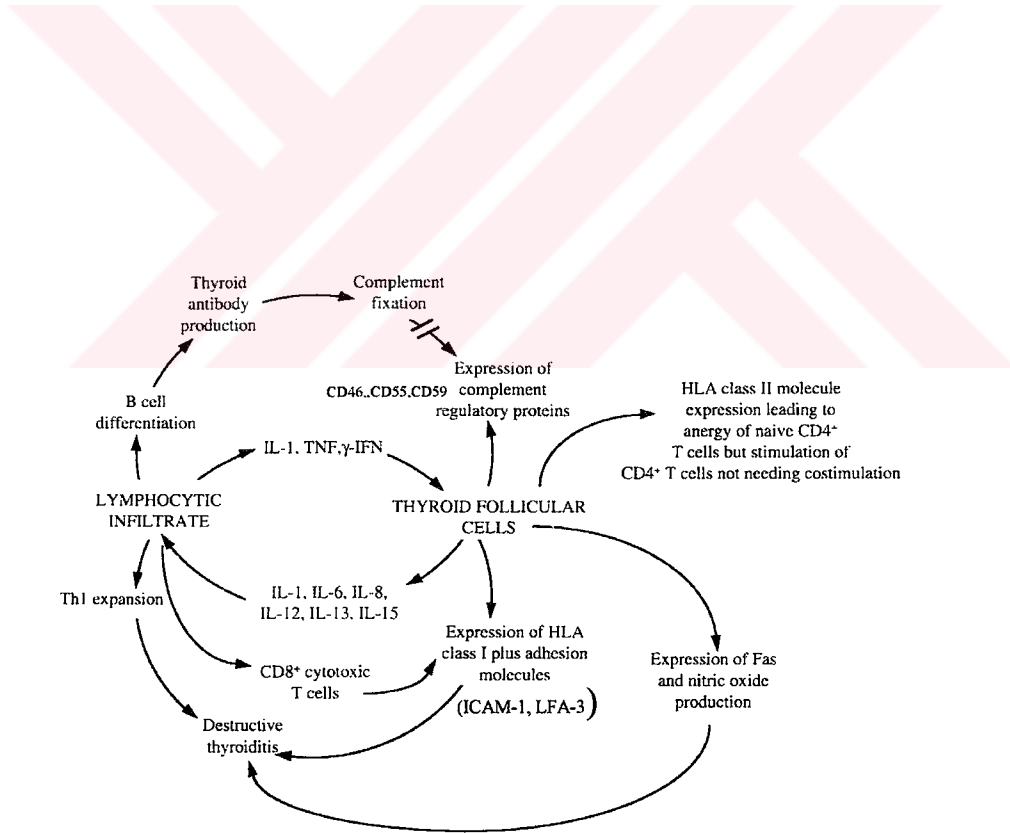 Thyroid
antibody
production
Complement
fixation
Expression of
CD46,,CD55,CD59 complement
regulatory proteins
HLA class II molecule
expression leading to
anergy of naive CD4⁺
T cells but stimulation of
CD4⁺ T cells not needing costimulation
B cell
differentiation
IL-1, TNF,γ-IFN
LYMPHOCYTIC
INFILTRATE
THYROID FOLLICULAR
CELLS
Th1 expansion
IL-1, IL-6, IL-8,
IL-12, IL-13, IL-15
CD8⁺ cytotoxic
T cells
Expression of HLA
class I plus adhesion
molecules
(ICAM-1, LFA-3)
Expression of Fas
and nitric oxide
production
Destructive
thyroiditis